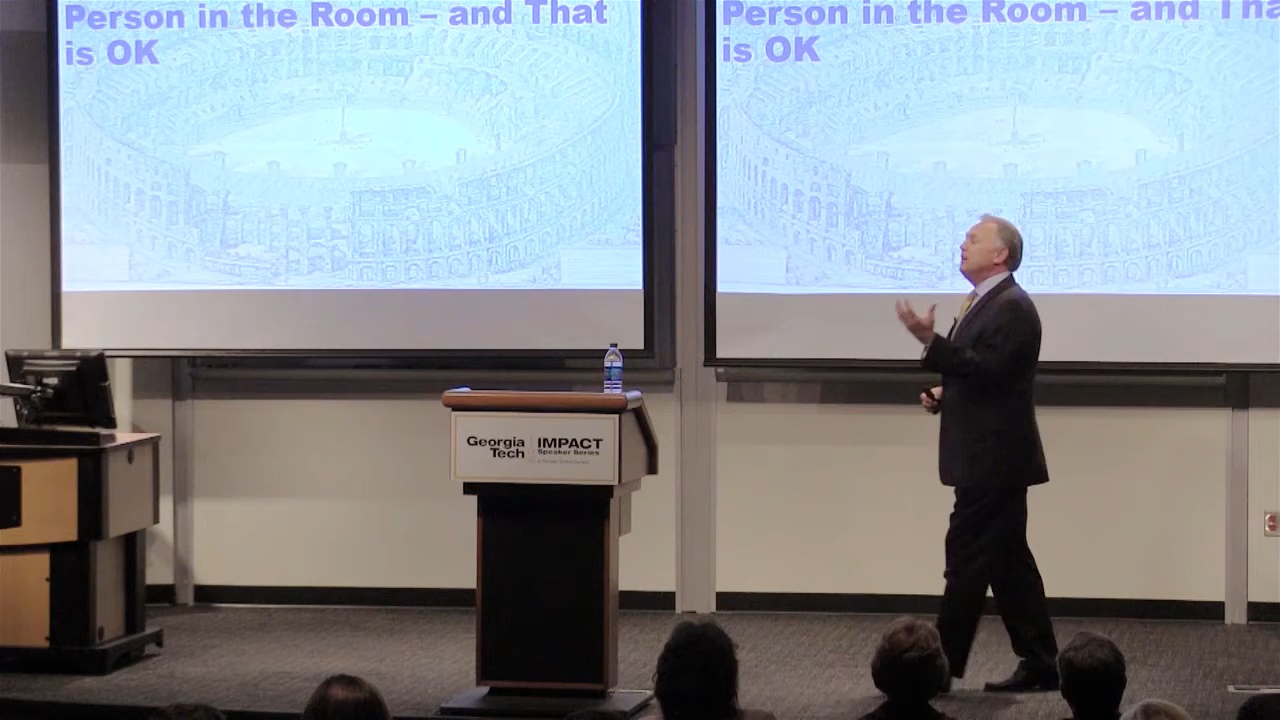 Person in the Room – and That
is OK
Person in the Room – and Tha
is OK
Georgia
Tech
IMPACT
Speaker Series